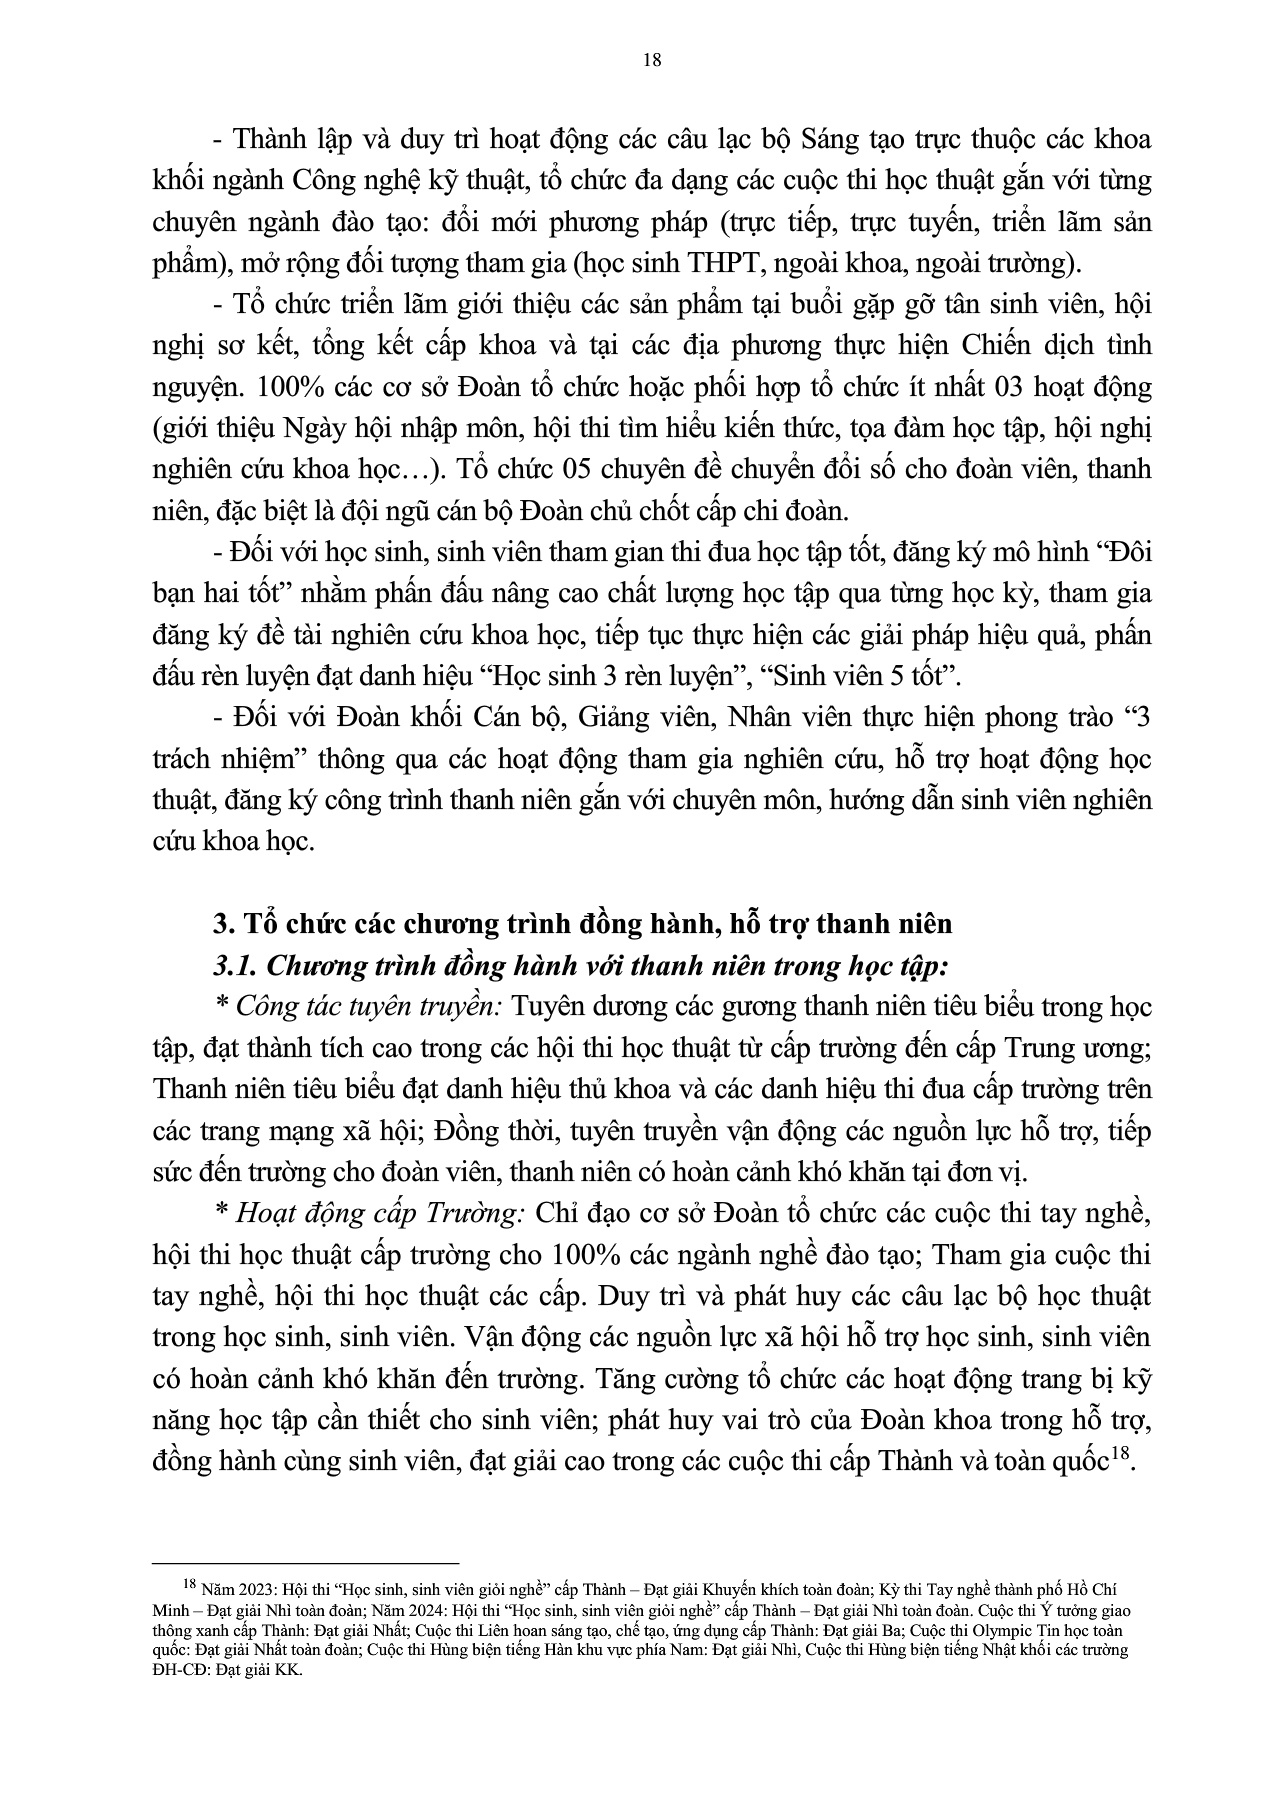 18
- Thành lập và duy trì hoạt động các câu lạc bộ Sáng tạo trực thuộc các khoa
khối ngành Công nghệ kỹ thuật, tổ chức đa dạng các cuộc thi học thuật gắn với từng
chuyên ngành đào tạo: đổi mới phương pháp (trực tiếp, trực tuyến, triển lãm sản
phẩm), mở rộng đối tượng tham gia (học sinh THPT, ngoài khoa, ngoài trường).
- Tổ chức triển lãm giới thiệu các sản phẩm tại buổi gặp gỡ tân sinh viên, hội
nghị sơ kết, tổng kết cấp khoa và tại các địa phương thực hiện Chiến dịch tình
nguyện. 100% các cơ sở Đoàn tổ chức hoặc phối hợp tổ chức ít nhất 03 hoạt động
(giới thiệu Ngày hội nhập môn, hội thi tìm hiểu kiến thức, tọa đàm học tập, hội nghị
nghiên cứu khoa học…). Tổ chức 05 chuyên đề chuyển đổi số cho đoàn viên, thanh
niên, đặc biệt là đội ngũ cán bộ Đoàn chủ chốt cấp chi đoàn.
- Đối với học sinh, sinh viên tham gian thi đua học tập tốt, đăng ký mô hình “Đôi
bạn hai tốt” nhằm phấn đấu nâng cao chất lượng học tập qua từng học kỳ, tham gia
đăng ký đề tài nghiên cứu khoa học, tiếp tục thực hiện các giải pháp hiệu quả, phấn
đấu rèn luyện đạt danh hiệu “Học sinh 3 rèn luyện”, “Sinh viên 5 tốt”.
- Đối với Đoàn khối Cán bộ, Giảng viên, Nhân viên thực hiện phong trào “3
trách nhiệm” thông qua các hoạt động tham gia nghiên cứu, hỗ trợ hoạt động học
thuật, đăng ký công trình thanh niên gắn với chuyên môn, hướng dẫn sinh viên nghiên
cứu khoa học.
3. Tổ chức các chương trình đồng hành, hỗ trợ thanh niên
3.1. Chương trình đồng hành với thanh niên trong học tập:
* Công tác tuyên truyền: Tuyên dương các gương thanh niên tiêu biểu trong học
tập, đạt thành tích cao trong các hội thi học thuật từ cấp trường đến cấp Trung ương;
Thanh niên tiêu biểu đạt danh hiệu thủ khoa và các danh hiệu thi đua cấp trường trên
các trang mạng xã hội; Đồng thời, tuyên truyền vận động các nguồn lực hỗ trợ, tiếp
sức đến trường cho đoàn viên, thanh niên có hoàn cảnh khó khăn tại đơn vị.
* Hoạt động cấp Trường: Chỉ đạo cơ sở Đoàn tổ chức các cuộc thi tay nghề,
hội thi học thuật cấp trường cho 100% các ngành nghề đào tạo; Tham gia cuộc thi
tay nghề, hội thi học thuật các cấp. Duy trì và phát huy các câu lạc bộ học thuật
trong học sinh, sinh viên. Vận động các nguồn lực xã hội hỗ trợ học sinh, sinh viên
có hoàn cảnh khó khăn đến trường. Tăng cường tổ chức các hoạt động trang bị kỹ
năng học tập cần thiết cho sinh viên; phát huy vai trò của Đoàn khoa trong hỗ trợ,
đồng hành cùng sinh viên, đạt giải cao trong các cuộc thi cấp Thành và toàn quốc18.
18 Năm 2023: Hội thi “Học sinh, sinh viên giỏi nghề” cấp Thành – Đạt giải Khuyến khích toàn đoàn; Kỳ thi Tay nghề thành phố Hồ Chí
Minh – Đạt giải Nhì toàn đoàn; Năm 2024: Hội thi “Học sinh, sinh viên giỏi nghề” cấp Thành – Đạt giải Nhì toàn đoàn. Cuộc thi Ý tưởng giao
thông xanh cấp Thành: Đạt giải Nhất; Cuộc thi Liên hoan sáng tạo, chế tạo, ứng dụng cấp Thành: Đạt giải Ba; Cuộc thi Olympic Tin học toàn
quốc: Đạt giải Nhất toàn đoàn; Cuộc thi Hùng biện tiếng Hàn khu vực phía Nam: Đạt giải Nhì, Cuộc thi Hùng biện tiếng Nhật khối các trường
ĐH-CĐ: Đạt giải KK.